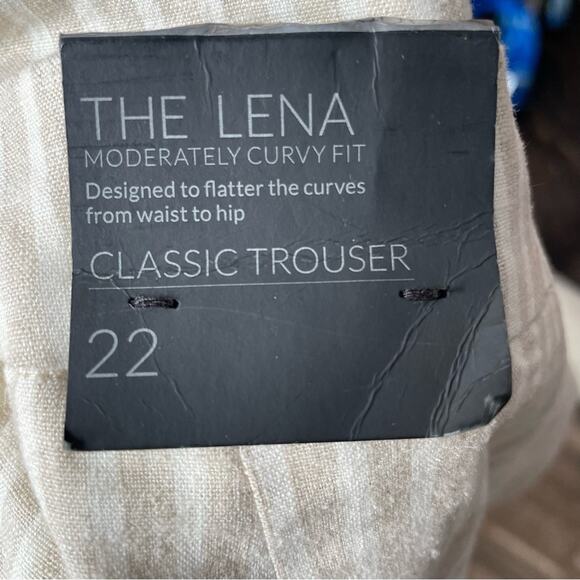 THE LENA
MODERATELY CURVY FIT
Designed to flatter the curves
from waist to hip
CLASSIC TROUSER
22